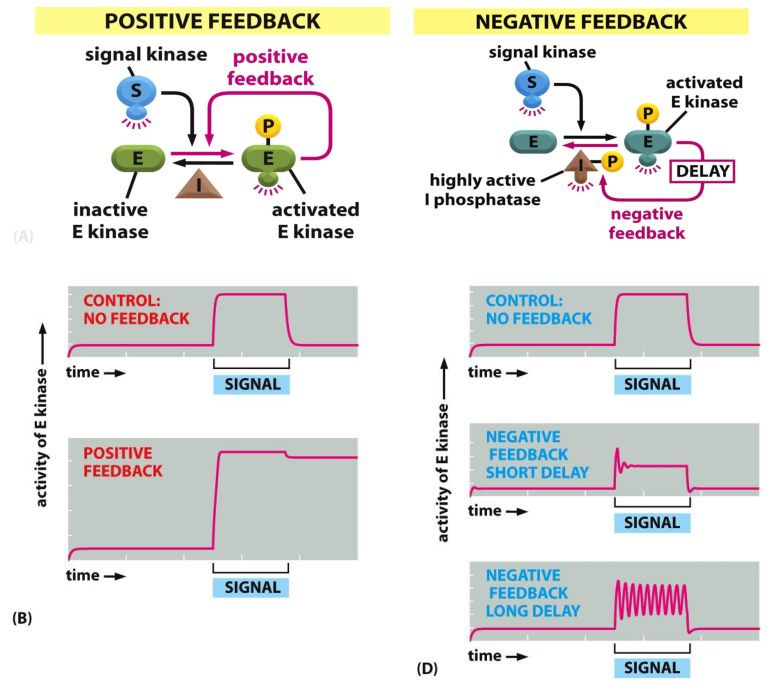 POSITIVE FEEDBACK
signal kinase
positive
feedback
S
P
E
E
I
inactive
E kinase
activated
E kinase
(A)
NEGATIVE FEEDBACK
signal kinase
activated
E kinase
S
P
E
E
I
P
DELAY
highly active
I phosphatase
negative
feedback
activity of E kinase
CONTROL:
NO FEEDBACK
time
SIGNAL
POSITIVE
FEEDBACK
time
SIGNAL
(B)
activity of E kinase
CONTROL:
NO FEEDBACK
time
SIGNAL
NEGATIVE
FEEDBACK
SHORT DELAY
time
SIGNAL
NEGATIVE
FEEDBACK
LONG DELAY
time
SIGNAL
(D)